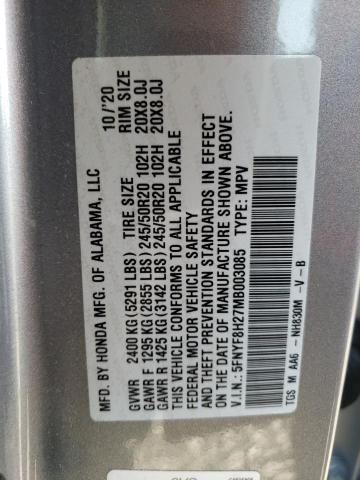 MFD. BY HONDA MFG. OF ALABAMA, LLC 10/'20
GVWR 2400 KG(5291 LBS) TIRE SIZE RIM SIZE
GAWR F 1295 KG(2855 LBS)245/50R20 102H 20X8.0J
GAWR R 1425 KG(3142 LBS)245/50R20 102H 20X8.0J
THIS VEHICLE CONFORMS TO ALL APPLICABLE
FEDERAL MOTOR VEHICLE SAFETY
AND THEFT PREVENTION STANDARDS IN EFFECT
ON THE DATE OF MANUFACTURE SHOWN ABOVE.
V.I.N.: 5FNYF8H27MB003085 TYPE: MPV
TGS M AA6 -NH830M -V-B